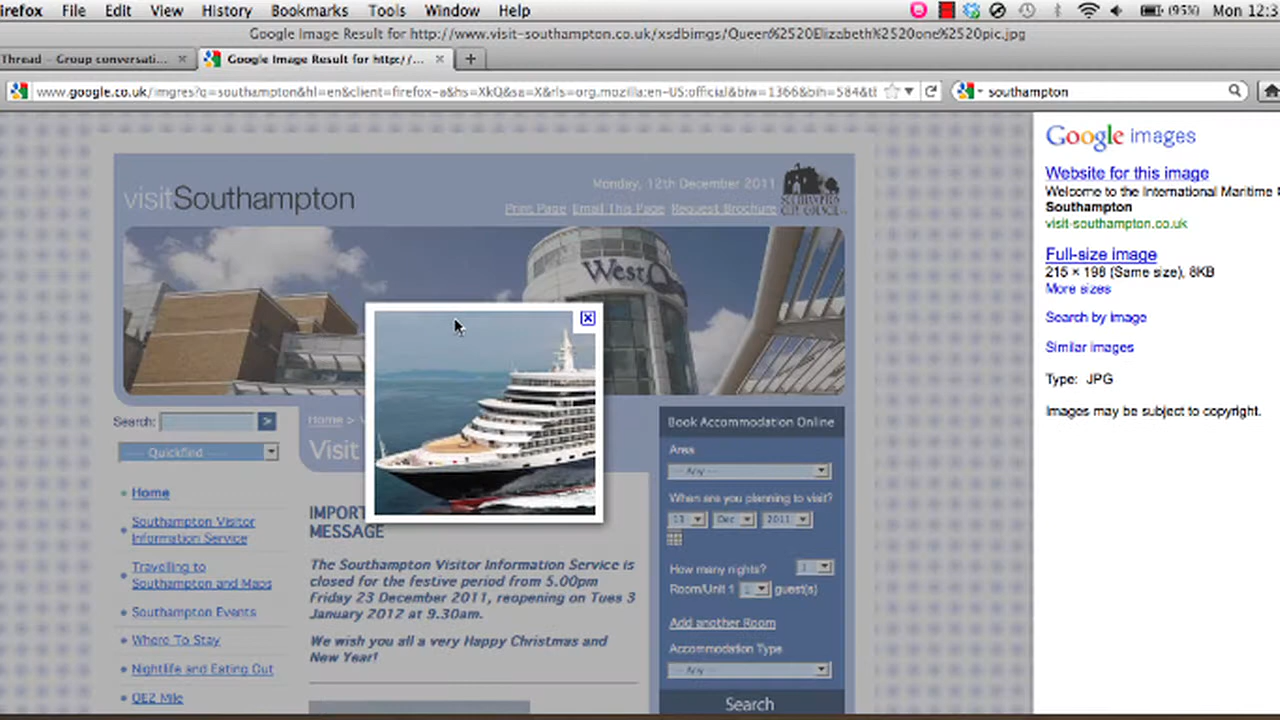 irefox File Edit View History Bookmarks Tools Window Help (95%) Mon 12:3
Google Image Result for http://www.visit-southampton.co.uk/xsdbimgs/Queen%2520Elizabeth%2520one%2520pic.jpg
Thread – Group conversati... Google Image Result for http://...
www.google.co.uk/imgres?q=southampton&hl=en&client=firefox-a&hs=XkQ&sa=X&rls=org.mozilla:en-US:official&biw=1366&bih=584&tl southampton
Google images
Website for this image
Welcome to the International Maritime
Southampton
visit-southampton.co.uk
Full-size image
215 × 198 (Same size), 8KB
More sizes
Search by image
Similar images
Type: JPG
Images may be subject to copyright.
Monday, 12th December 2011
visitSouthampton
SOUTHAMPTON
CITY COUNCIL
Print Page Email This Page Request Brochure
WestQ
Search: >
Quickfind
Home
Southampton Visitor
Information Service
Travelling to
Southampton and Maps
Southampton Events
Where To Stay
Nightlife and Eating Out
QE2 Mile
Home >
Visit
IMPORT
MESSAGE
The Southampton Visitor Information Service is
closed for the festive period from 5.00pm
Friday 23 December 2011, reopening on Tues 3
January 2012 at 9.30am.
We wish you all a very Happy Christmas and
New Year!
Book Accommodation Online
Area
-- Any --
When are you planning to visit?
Dec 2011
How many nights?
Room/Unit 1 guest(s)
Add another Room
Accommodation Type
-- Any --
Search